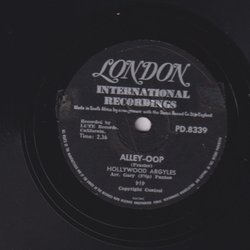 LONDON
INTERNATIONAL
RECORDINGS
Made in South Africa by arrangement with the Decca Record Co. Ltd England
Recorded by
LUTE Records,
California.
Time: 2.36
PD.8339
ALLEY-OOP
(Frazier)
HOLLYWOOD ARGYLES
Arr. Gary (Flip) Paxton
919
Copyright Control